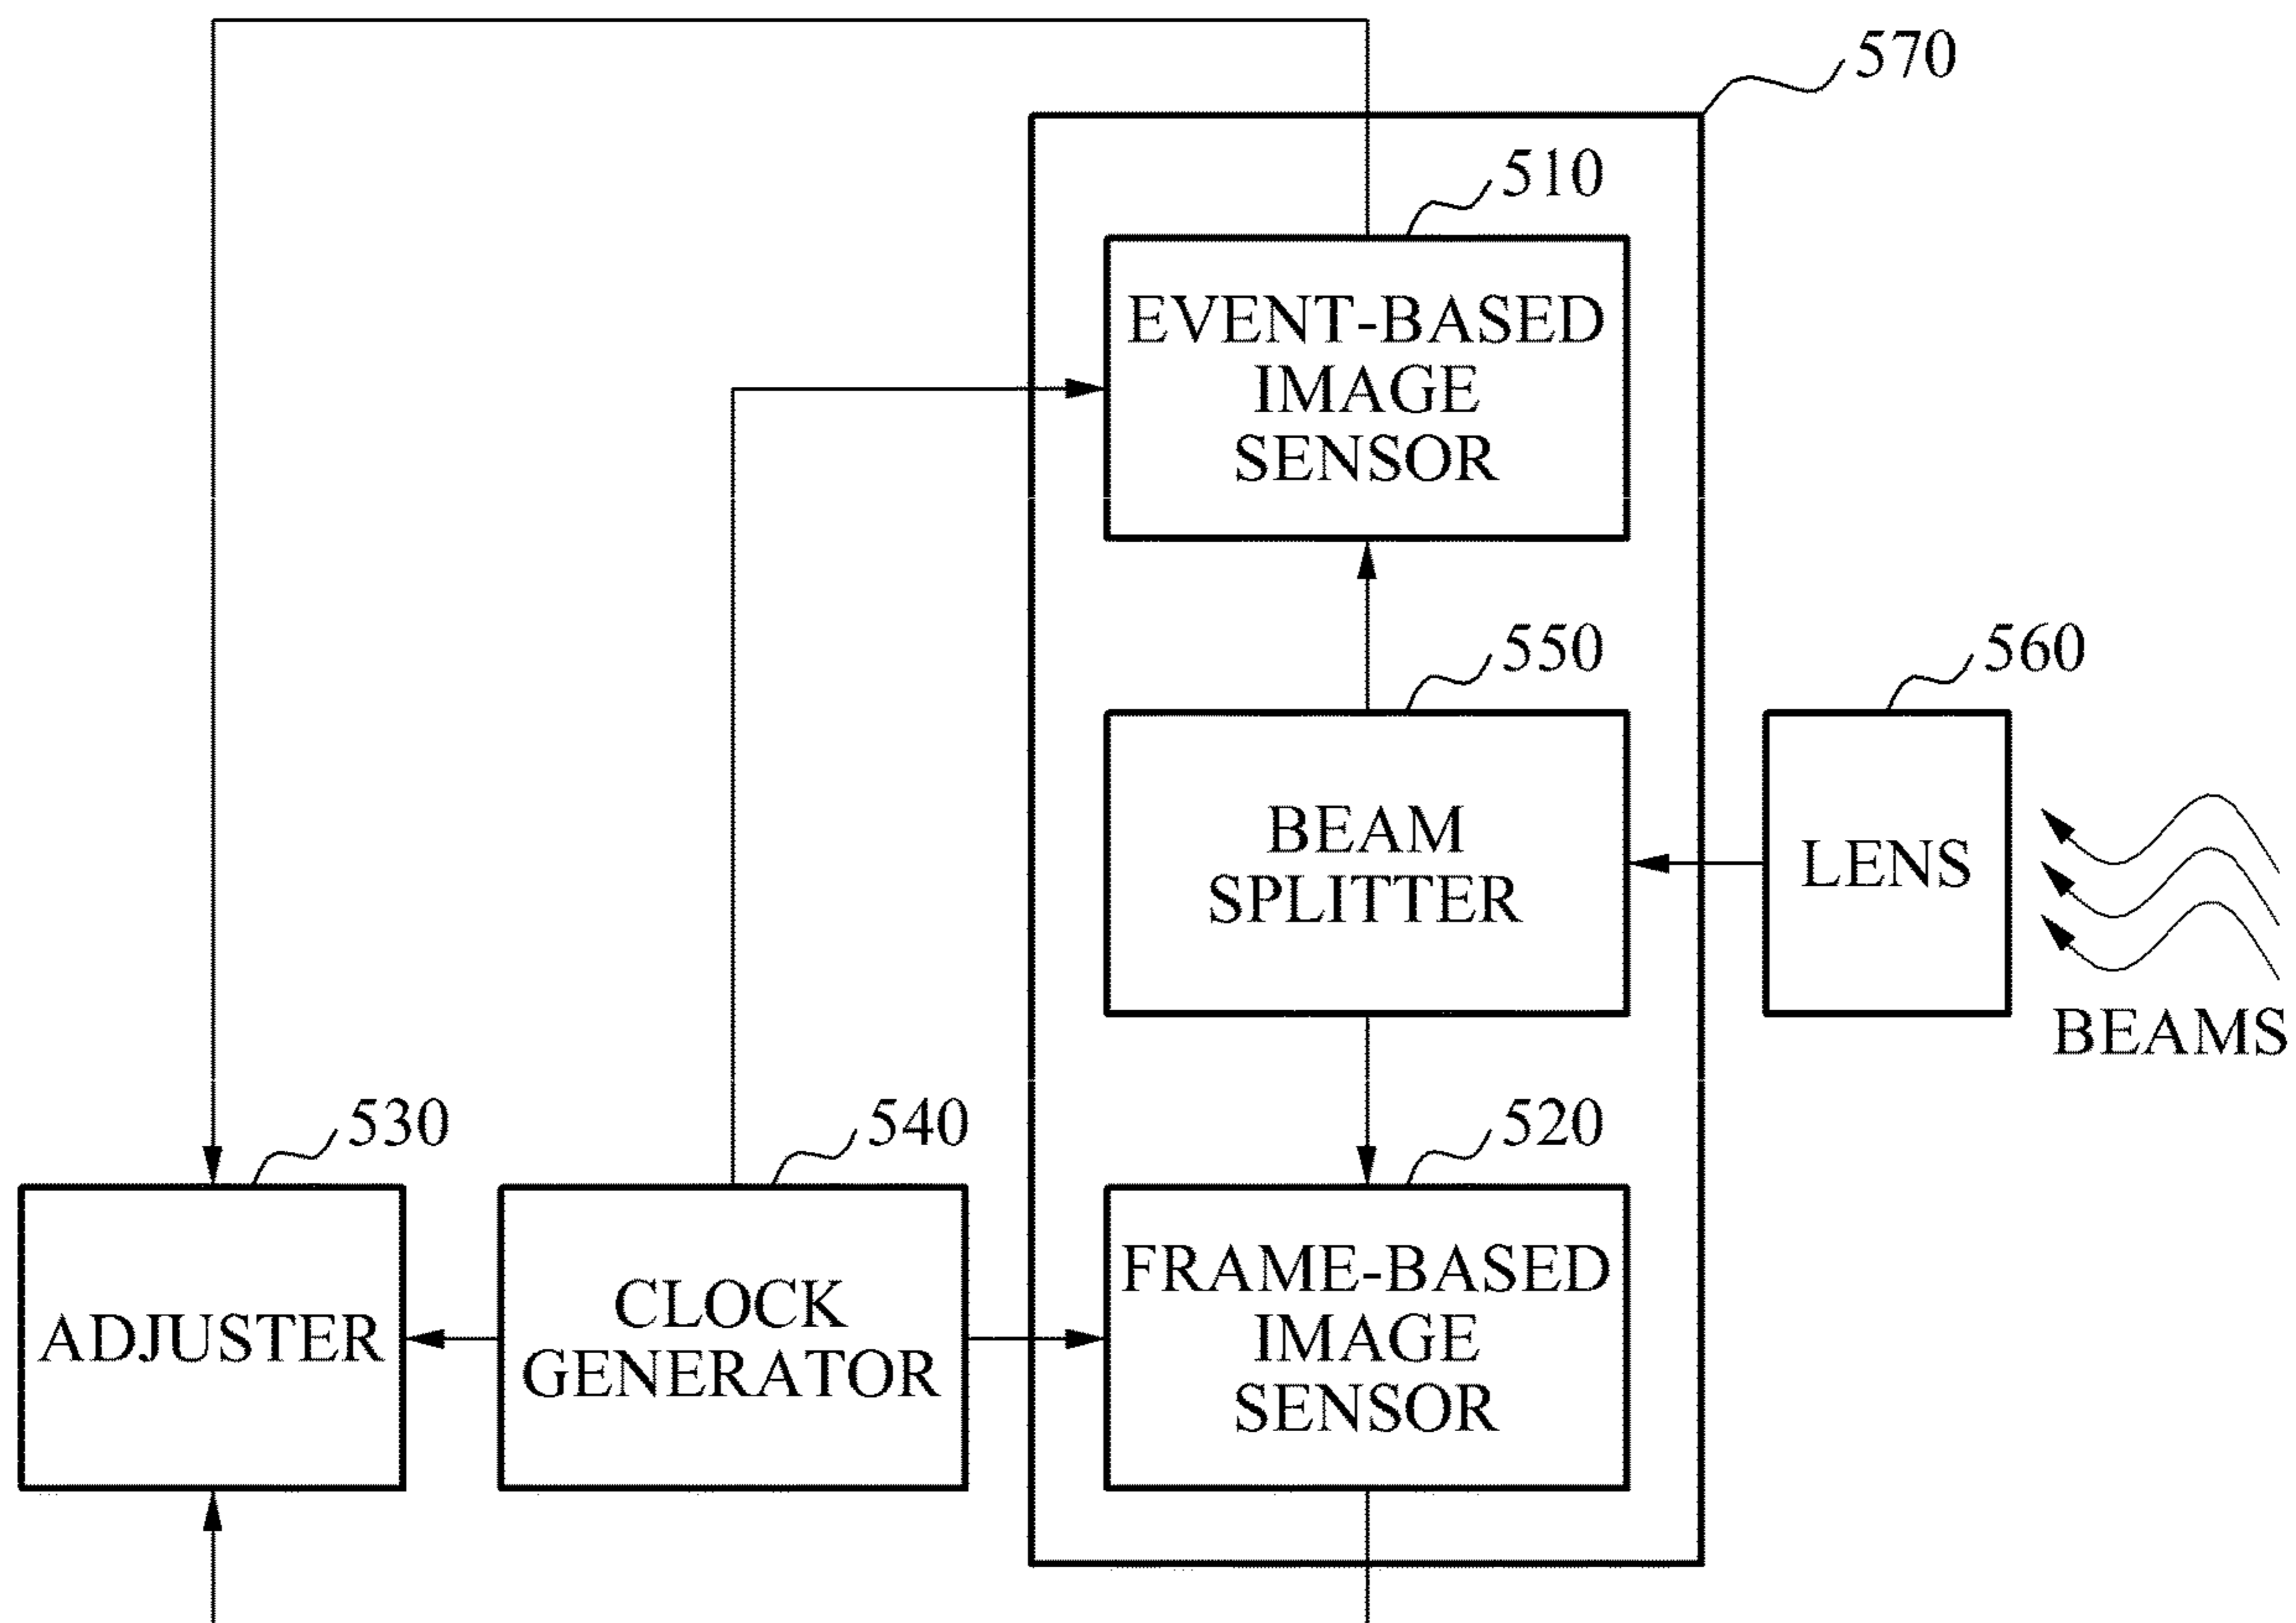 570
510
EVENT-BASED
IMAGE
SENSOR
550
560
BEAM
SPLITTER
LENS
BEAMS
530
540
520
ADJUSTER
CLOCK
GENERATOR
FRAME-BASED
IMAGE
SENSOR